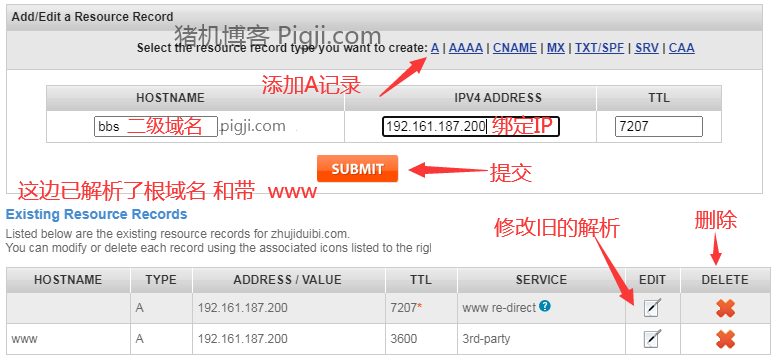 Add/Edit a Resource Record
猪机博客 Pigji.com
Select the resource record type you want to create: A | AAAA | CNAME | MX | TXT/SPF | SRV | CAA
添加A记录
HOSTNAME IPV4 ADDRESS TTL
bbs 二级域名 .pigji.com 192.161.187.200 绑定IP 7207
SUBMIT 提交
这边已解析了根域名 和带 www
Existing Resource Records
Listed below are the existing resource records for zhujiduibi.com.
You can modify or delete each record using the associated icons listed to the rig
修改旧的解析 删除
HOSTNAME TYPE ADDRESS / VALUE TTL SERVICE EDIT DELETE
A 192.161.187.200 7207* www re-direct ?
www A 192.161.187.200 3600 3rd-party